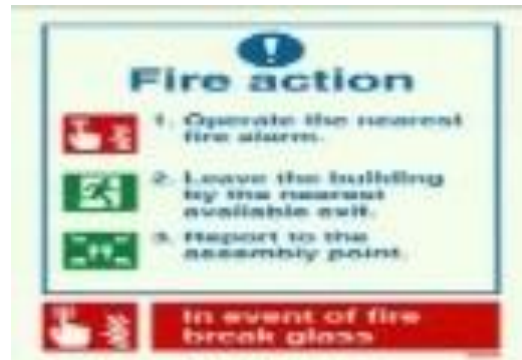 Fire action
1. Operate the nearest
fire alarm.
2. Leave the building
by the nearest
available exit.
3. Report to the
assembly point.
In event of fire
break glass